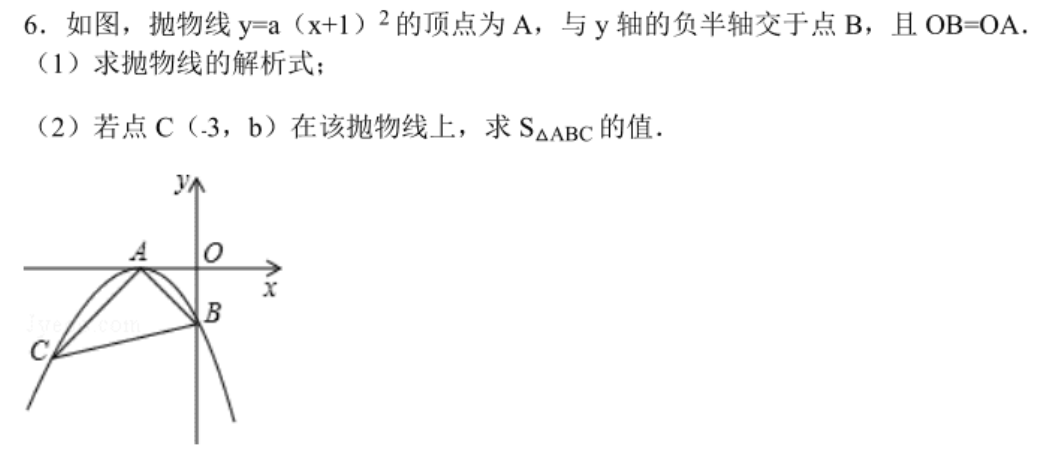 6．如图，抛物线 y=a（x+1）²的顶点为 A，与 y 轴的负半轴交于点 B，且 OB=OA．
（1）求抛物线的解析式；
（2）若点 C（-3，b）在该抛物线上，求 S△ABC 的值．
y
A O
x
B
C